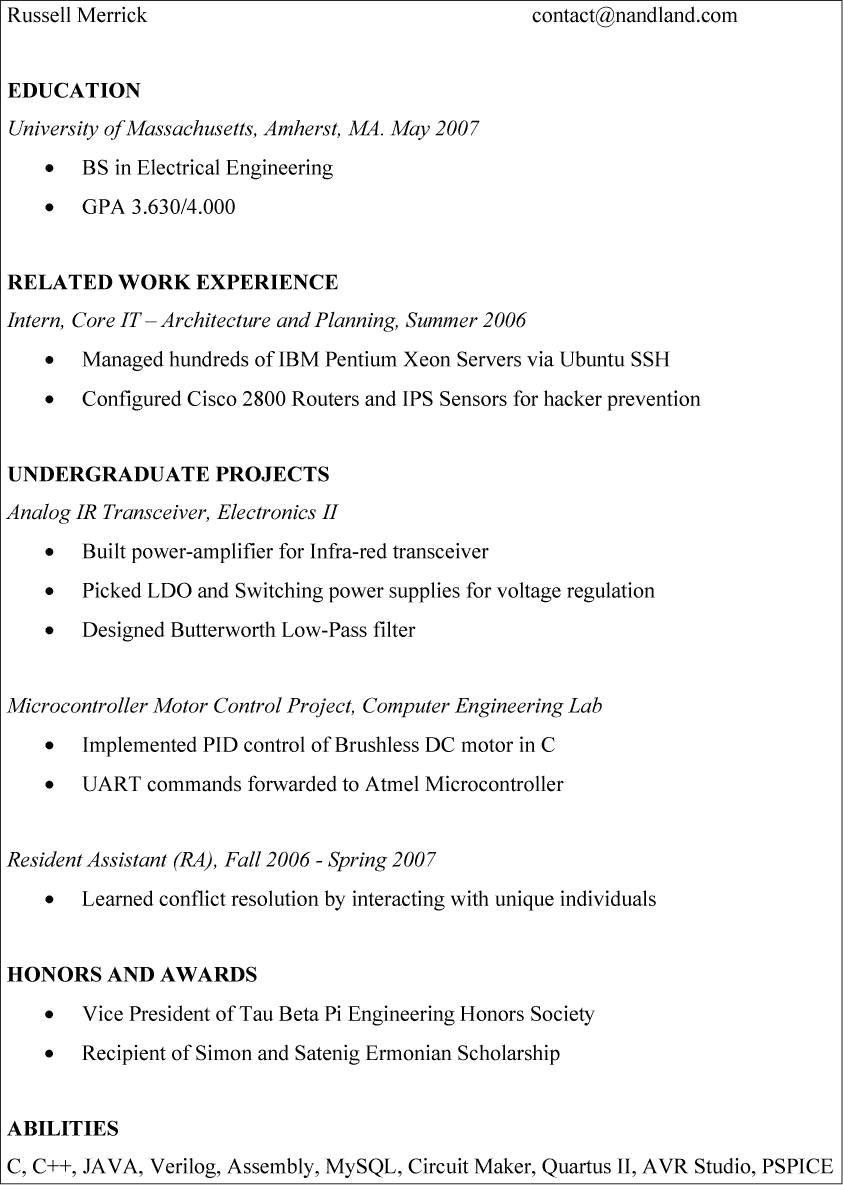 Russell Merrick contact@nandland.com
EDUCATION
University of Massachusetts, Amherst, MA. May 2007
• BS in Electrical Engineering
• GPA 3.630/4.000
RELATED WORK EXPERIENCE
Intern, Core IT – Architecture and Planning, Summer 2006
• Managed hundreds of IBM Pentium Xeon Servers via Ubuntu SSH
• Configured Cisco 2800 Routers and IPS Sensors for hacker prevention
UNDERGRADUATE PROJECTS
Analog IR Transceiver, Electronics II
• Built power-amplifier for Infra-red transceiver
• Picked LDO and Switching power supplies for voltage regulation
• Designed Butterworth Low-Pass filter
Microcontroller Motor Control Project, Computer Engineering Lab
• Implemented PID control of Brushless DC motor in C
• UART commands forwarded to Atmel Microcontroller
Resident Assistant (RA), Fall 2006 - Spring 2007
• Learned conflict resolution by interacting with unique individuals
HONORS AND AWARDS
• Vice President of Tau Beta Pi Engineering Honors Society
• Recipient of Simon and Satenig Ermonian Scholarship
ABILITIES
C, C++, JAVA, Verilog, Assembly, MySQL, Circuit Maker, Quartus II, AVR Studio, PSPICE